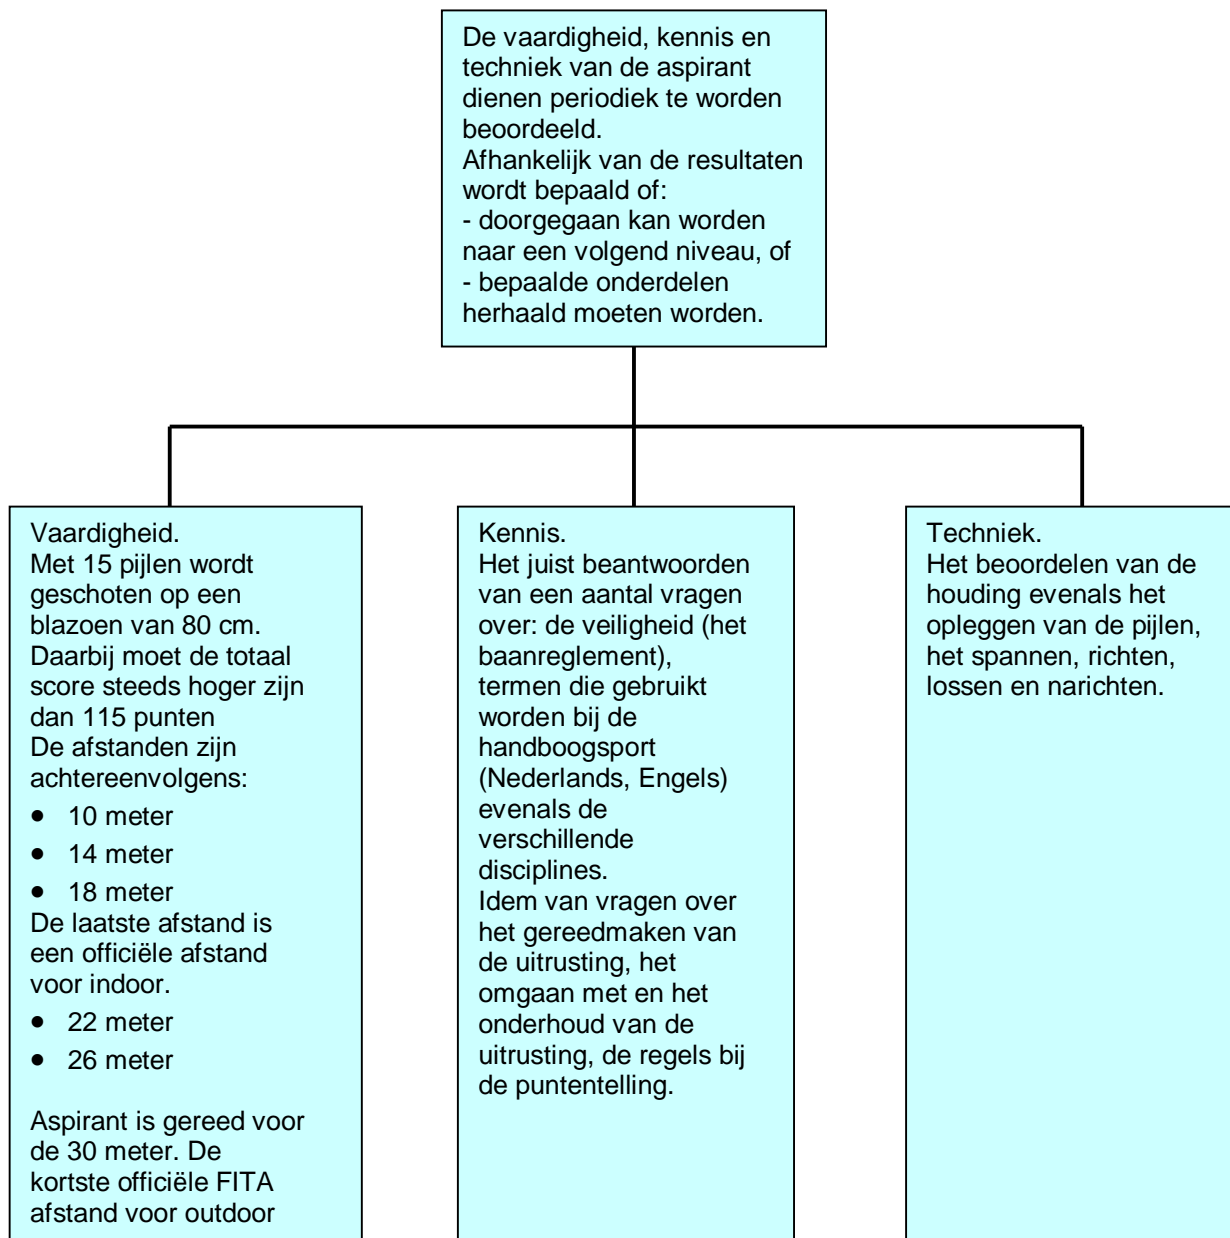 De vaardigheid, kennis en
techniek van de aspirant
dienen periodiek te worden
beoordeeld.
Afhankelijk van de resultaten
wordt bepaald of:
- doorgegaan kan worden
naar een volgend niveau, of
- bepaalde onderdelen
herhaald moeten worden.
Vaardigheid.
Met 15 pijlen wordt
geschoten op een
blazoen van 80 cm.
Daarbij moet de totaal
score steeds hoger zijn
dan 115 punten
De afstanden zijn
achtereenvolgens:
• 10 meter
• 14 meter
• 18 meter
De laatste afstand is
een officiële afstand
voor indoor.
• 22 meter
• 26 meter
Aspirant is gereed voor
de 30 meter. De
kortste officiële FITA
afstand voor outdoor
Kennis.
Het juist beantwoorden
van een aantal vragen
over: de veiligheid (het
baanreglement),
termen die gebruikt
worden bij de
handboogsport
(Nederlands, Engels)
evenals de
verschillende
disciplines.
Idem van vragen over
het gereedmaken van
de uitrusting, het
omgaan met en het
onderhoud van de
uitrusting, de regels bij
de puntentelling.
Techniek.
Het beoordelen van de
houding evenals het
opleggen van de pijlen,
het spannen, richten,
lossen en narichten.